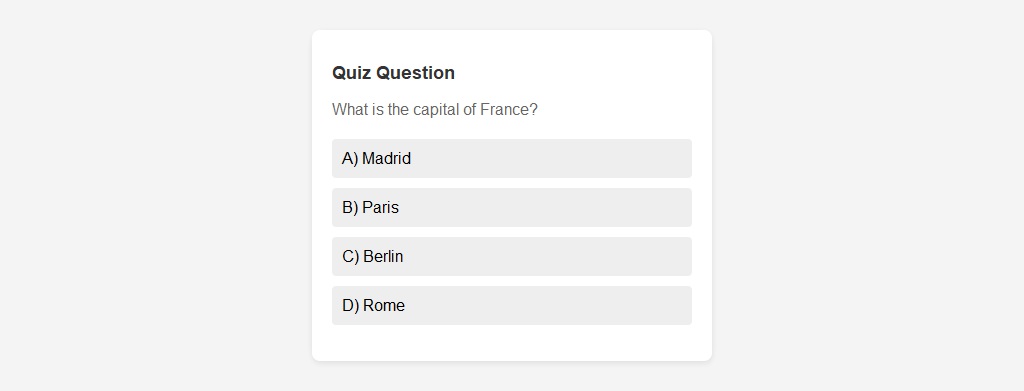 Quiz Question
What is the capital of France?
A) Madrid
B) Paris
C) Berlin
D) Rome